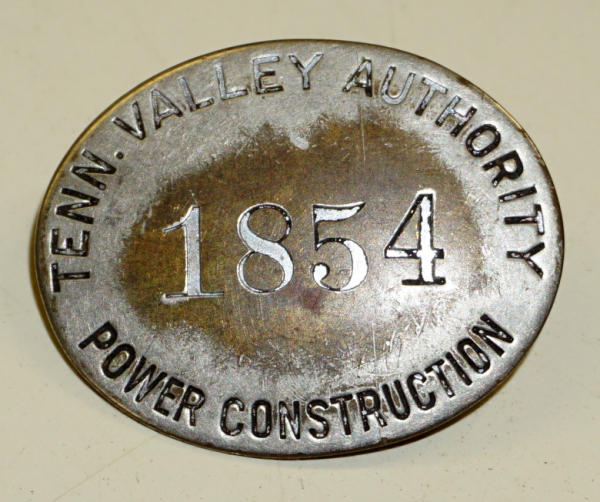 TENN. VALLEY AUTHORITY
1854
POWER CONSTRUCTION